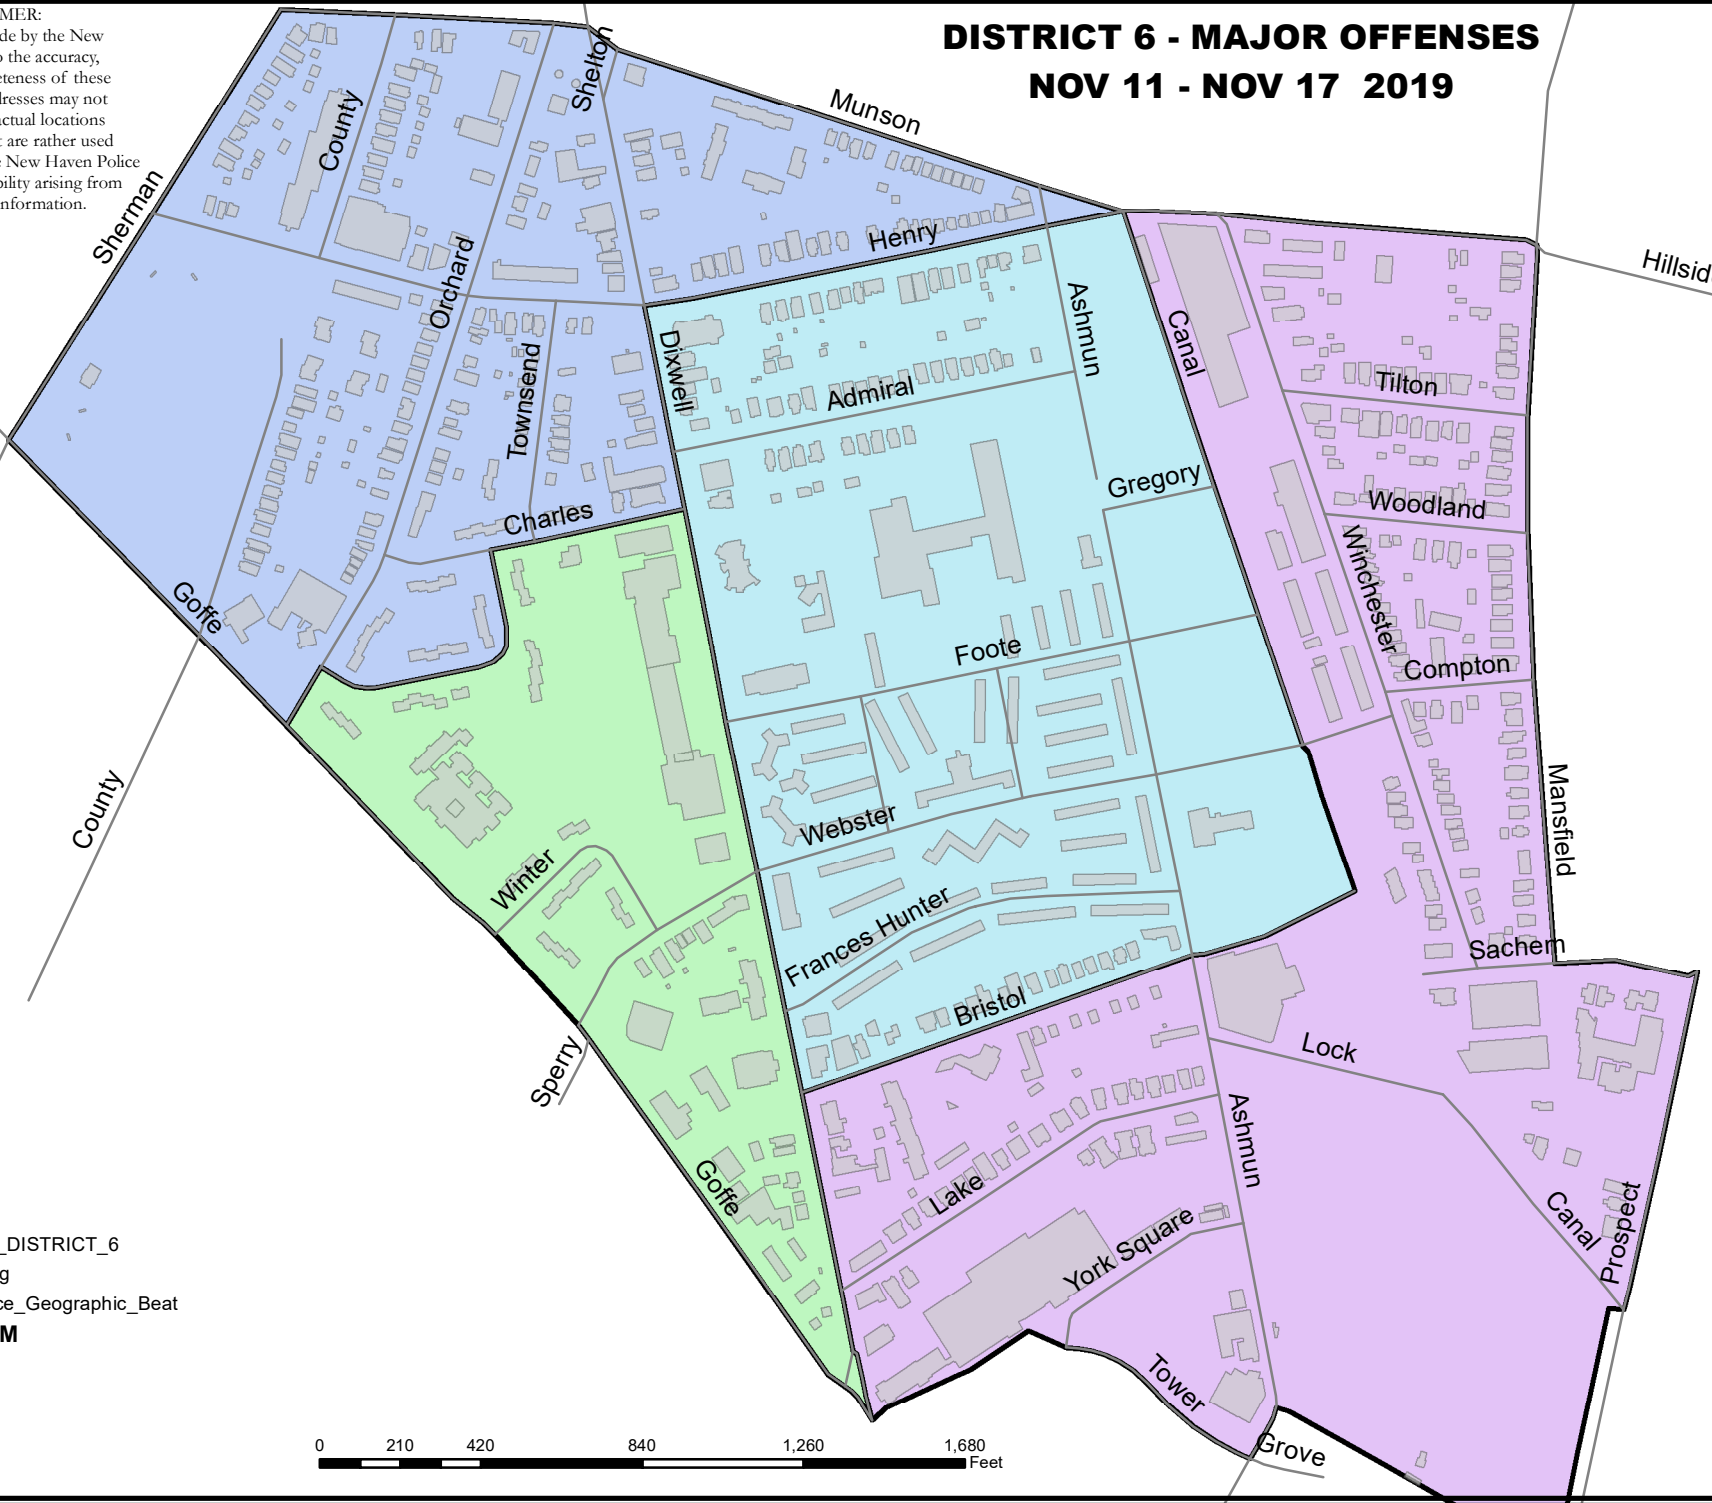 MER:
de by the New
o the accuracy,
eteness of these
dresses may not
actual locations
t are rather used
e New Haven Police
bility arising from
nformation.
DISTRICT 6 - MAJOR OFFENSES
NOV 11 - NOV 17 2019
Shelton
Munson
County
Sherman
Henry
Orchard
Hillsid
Ashmun
Canal
Dixwell
Townsend
Admiral
Tilton
Gregory
Woodland
Charles
Winchester
Goffe
Foote
Compton
County
Mansfield
Webster
Winter
Frances Hunter
Sachem
Bristol
Lock
Sperry
Ashmun
Goffe
Lake
Canal
Prospect
York Square
_DISTRICT_6
g
ce_Geographic_Beat
M
Tower
Grove
0 210 420 840 1,260 1,680
Feet